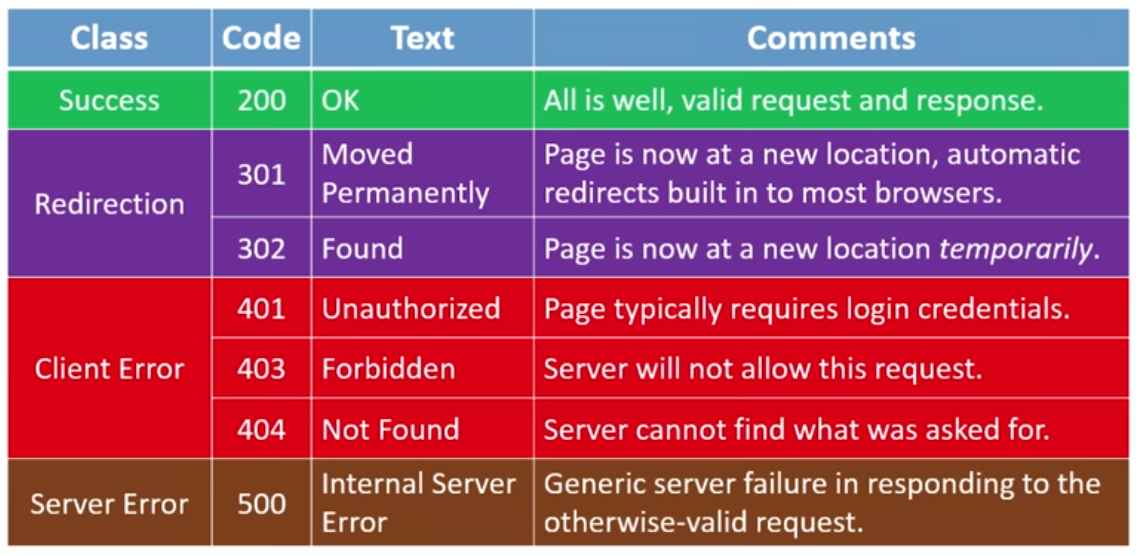 Class Code Text Comments
Success 200 OK All is well, valid request and response.
Redirection
301
Moved
Permanently
Page is now at a new location, automatic
redirects built in to most browsers.
302 Found Page is now at a new location temporarily.
Client Error
401 Unauthorized Page typically requires login credentials.
403 Forbidden Server will not allow this request.
404 Not Found Server cannot find what was asked for.
Server Error
500
Internal Server
Error
Generic server failure in responding to the
otherwise-valid request.